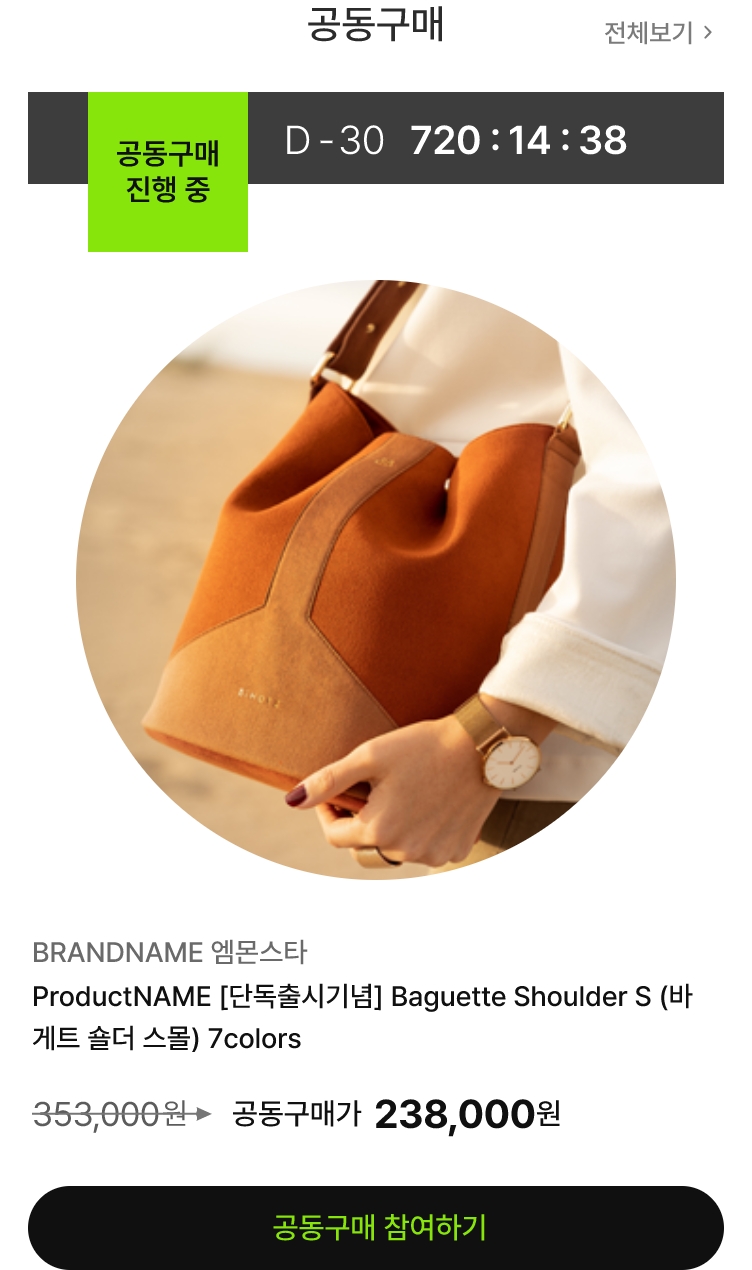 공동구매
전체보기 >
공동구매
진행 중
D-30 720 : 14 : 38
BRANDNAME 엠몬스타
ProductNAME [단독출시기념] Baguette Shoulder S (바
게트 숄더 스몰) 7colors
353,000원 공동구매가 238,000원
공동구매 참여하기